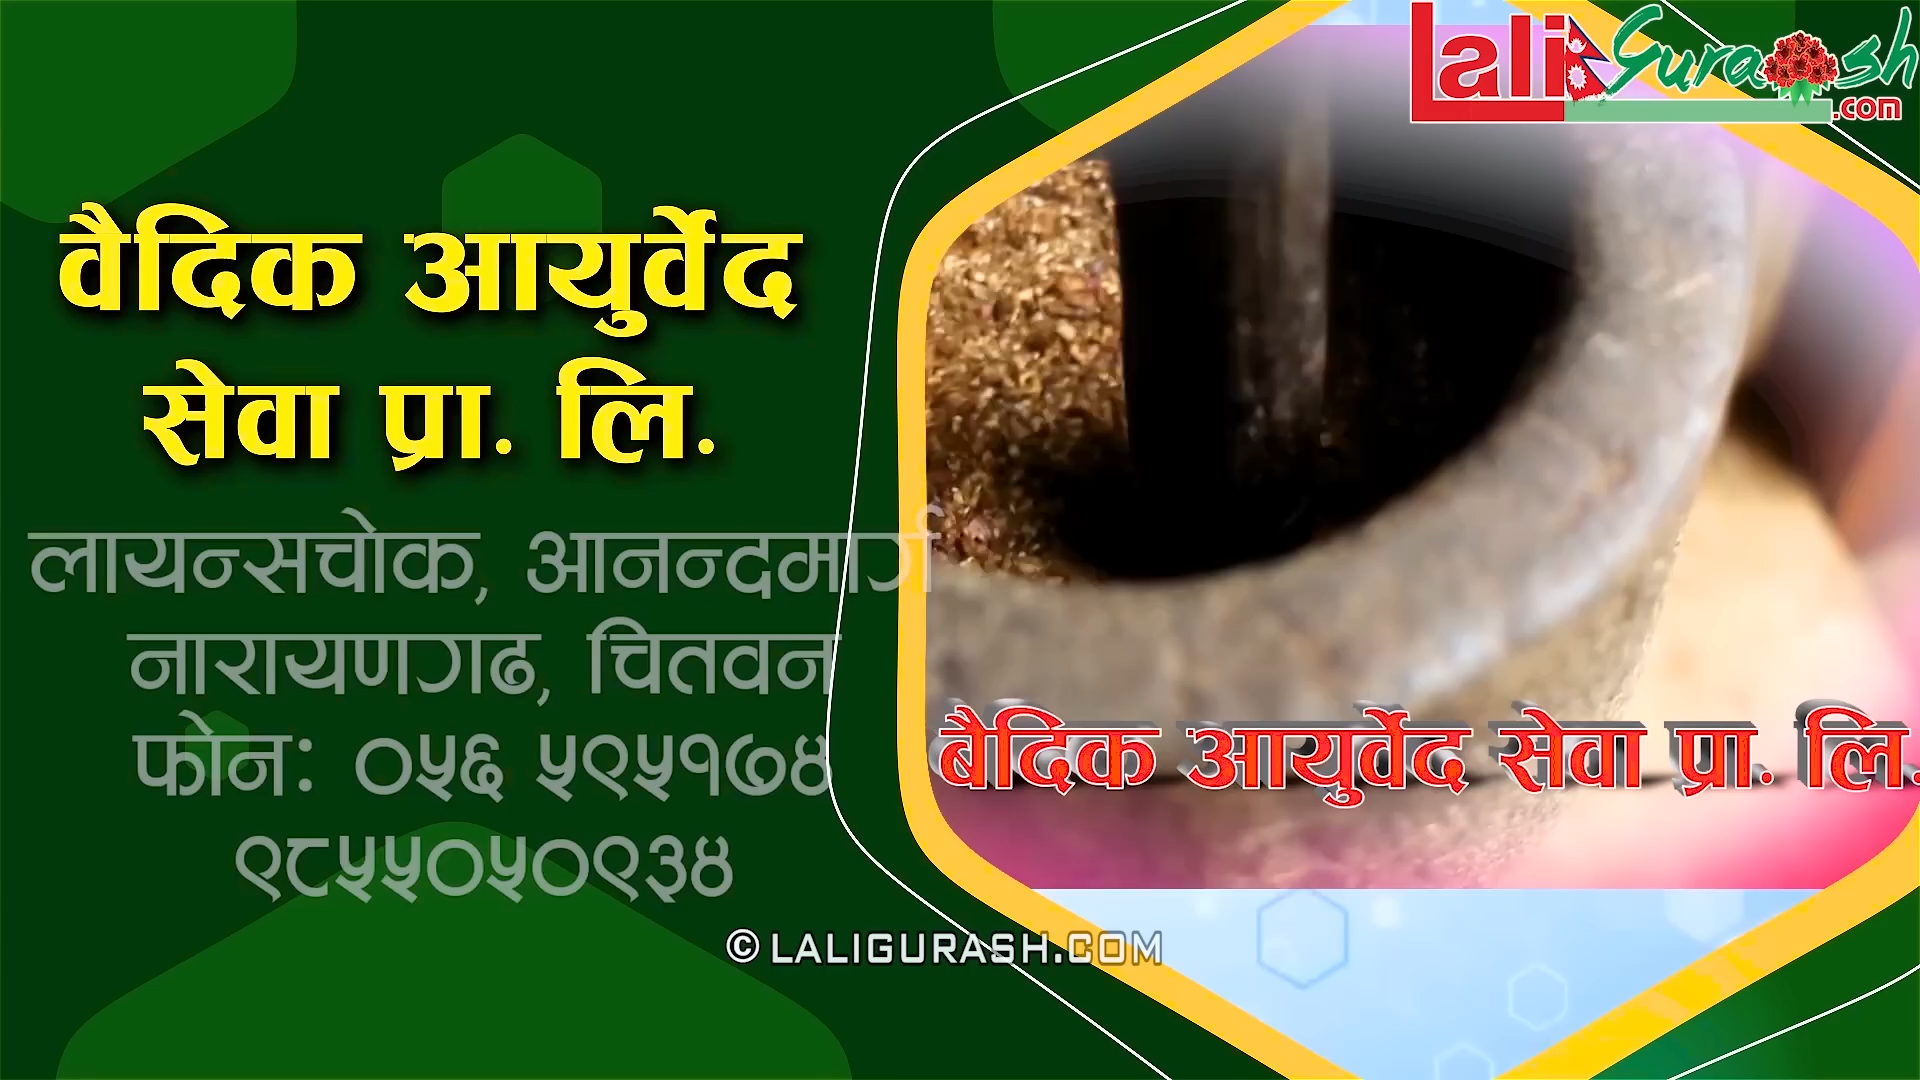 Lali Gurash
.com
वैदिक आयुर्वेद
सेवा प्रा. लि.
लायन्सचोक, आनन्दमार्ग
नारायणगढ, चितवन
फोन: ०५६ ५९५१७४
९८५५०५०९३४
बैदिक आयुर्वेद सेवा प्रा. लि.
© LALIGURASH.COM